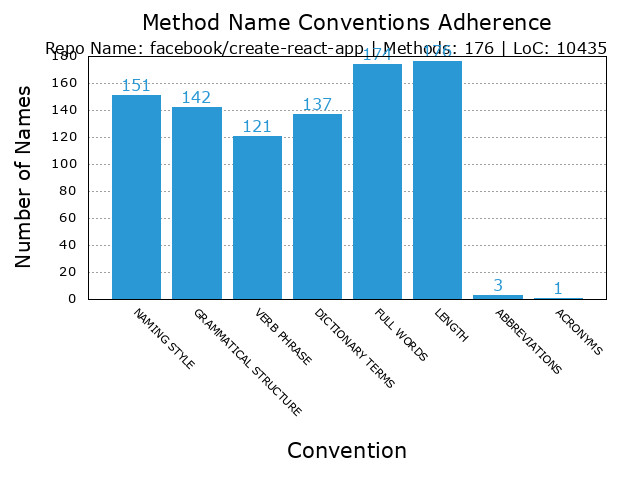 Method Name Conventions Adherence
Repo Name: facebook/create-react-app | Methods: 176 | LoC: 10435
Number of Names
180
160
140
120
100
80
60
40
20
0
151
142
121
137
174
176
3
1
NAMING STYLE
GRAMMATICAL STRUCTURE
VERB PHRASE
DICTIONARY TERMS
FULL WORDS
LENGTH
ABBREVIATIONS
ACRONYMS
Convention